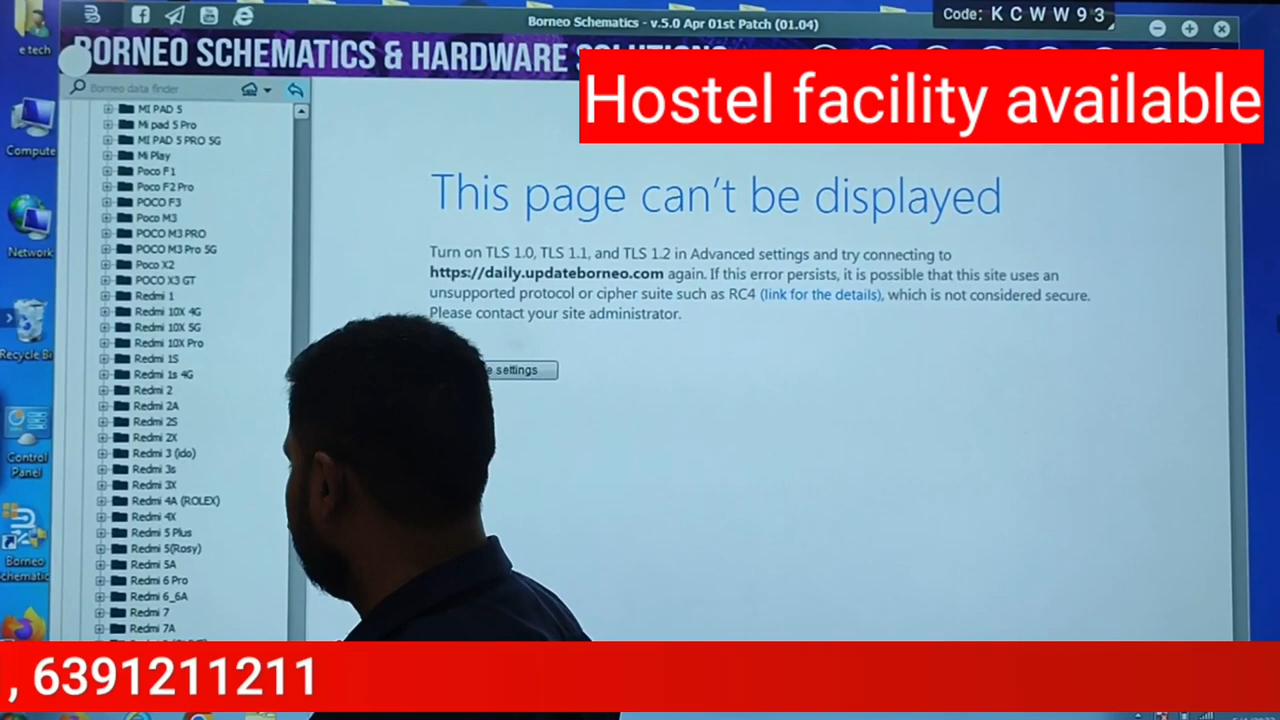 e tech
Borneo Schematics - v.5.0 Apr 01st Patch (01.04)
Code: K C W W 9 3
BORNEO SCHEMATICS & HARDWARE SOLUTIONS
Hostel facility available
Borneo data finder
Compute
Network
Recycle Bi
Control
Panel
Borneo
chematic
MI PAD 5
Mi pad 5 Pro
MI PAD 5 PRO 5G
Mi Play
Poco F1
Poco F2 Pro
POCO F3
Poco M3
POCO M3 PRO
POCO M3 Pro 5G
Poco X2
POCO X3 GT
Redmi 1
Redmi 10X 4G
Redmi 10X 5G
Redmi 10X Pro
Redmi 1S
Redmi 1s 4G
Redmi 2
Redmi 2A
Redmi 2S
Redmi 2X
Redmi 3 (ido)
Redmi 3s
Redmi 3X
Redmi 4A (ROLEX)
Redmi 4X
Redmi 5 Plus
Redmi 5(Rosy)
Redmi 5A
Redmi 6 Pro
Redmi 6_6A
Redmi 7
Redmi 7A
This page can't be displayed
Turn on TLS 1.0, TLS 1.1, and TLS 1.2 in Advanced settings and try connecting to
https://daily.updateborneo.com again. If this error persists, it is possible that this site uses an
unsupported protocol or cipher suite such as RC4 (link for the details), which is not considered secure.
Please contact your site administrator.
e settings
, 6391211211